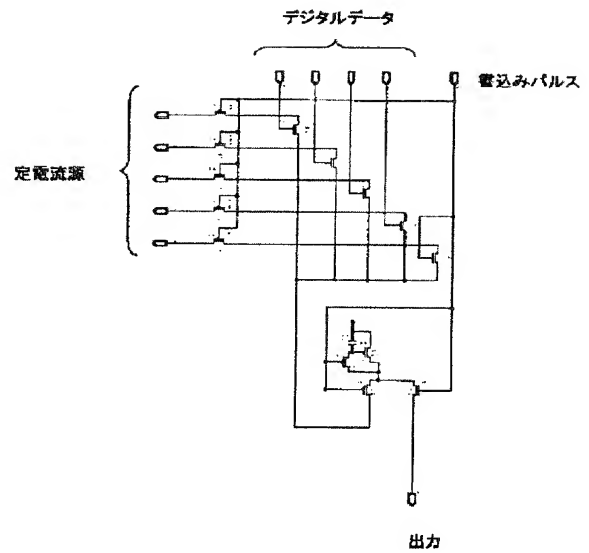 デジタルデータ
書込みパルス
定電流源
出力